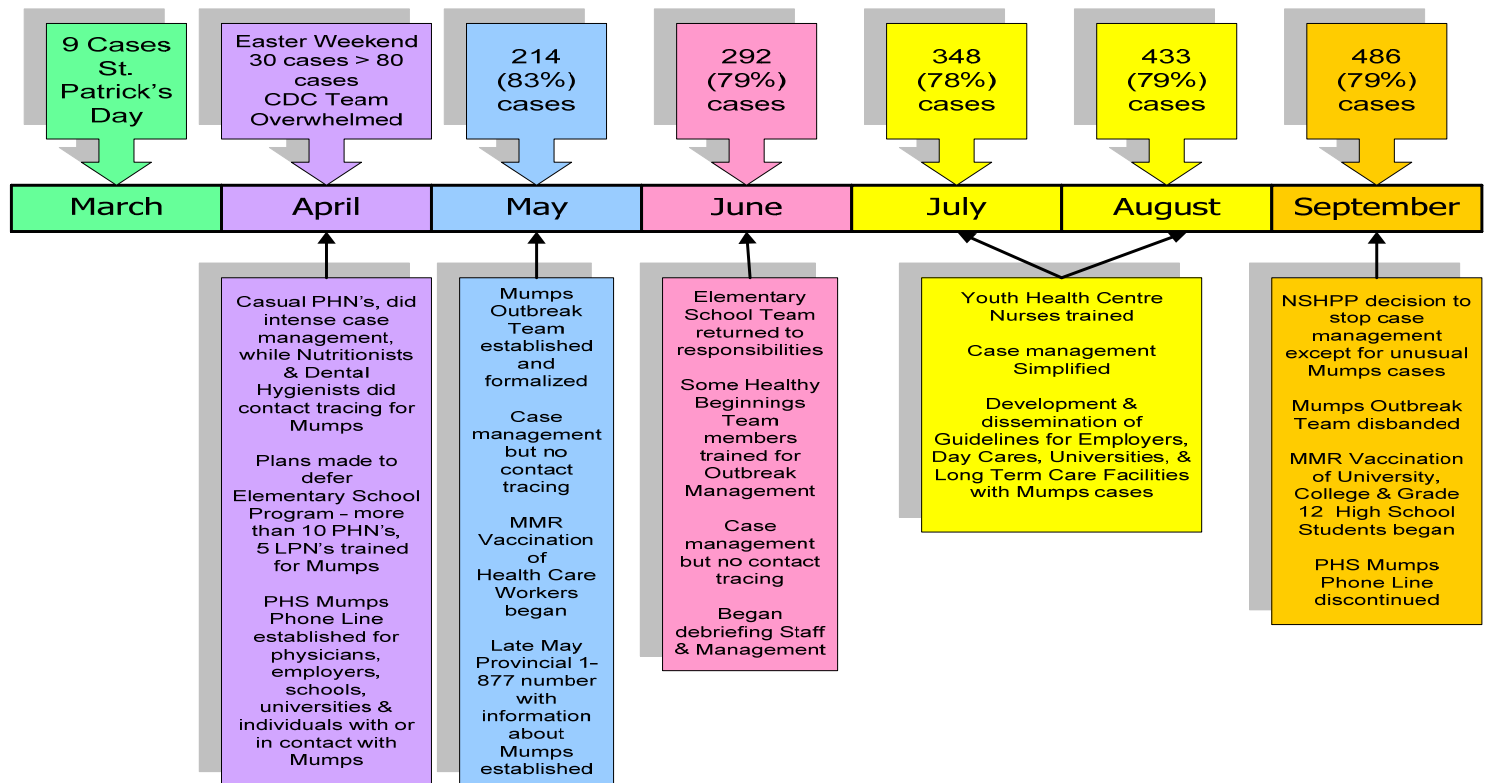 9 Cases
St.
Patrick's
Day
Easter Weekend
30 cases > 80
cases
CDC Team
Overwhelmed
214
(83%)
cases
292
(79%)
cases
348
(78%)
cases
433
(79%)
cases
486
(79%)
cases
March
April
May
June
July
August
September
Casual PHN's, did
intense case
management,
while Nutritionists
& Dental
Hygienists did
contact tracing for
Mumps
Plans made to
defer
Elementary School
Program – more
than 10 PHN's,
5 LPN's trained
for Mumps
PHS Mumps
Phone Line
established for
physicians,
employers,
schools,
universities &
individuals with or
in contact with
Mumps
Mumps
Outbreak
Team
established
and
formalized
Case
management
but no
contact
tracing
MMR
Vaccination
of
Health Care
Workers
began
Late May
Provincial 1-
877 number
with
information
about
Mumps
established
Elementary
School Team
returned to
responsibilities
Some Healthy
Beginnings
Team
members
trained for
Outbreak
Management
Case
management
but no contact
tracing
Began
debriefing Staff
& Management
Youth Health Centre
Nurses trained
Case management
Simplified
Development &
dissemination of
Guidelines for Employers,
Day Cares, Universities, &
Long Term Care Facilities
with Mumps cases
NSHPP decision to
stop case
management
except for unusual
Mumps cases
Mumps Outbreak
Team disbanded
MMR Vaccination
of University,
College & Grade
12 High School
Students began
PHS Mumps
Phone Line
discontinued